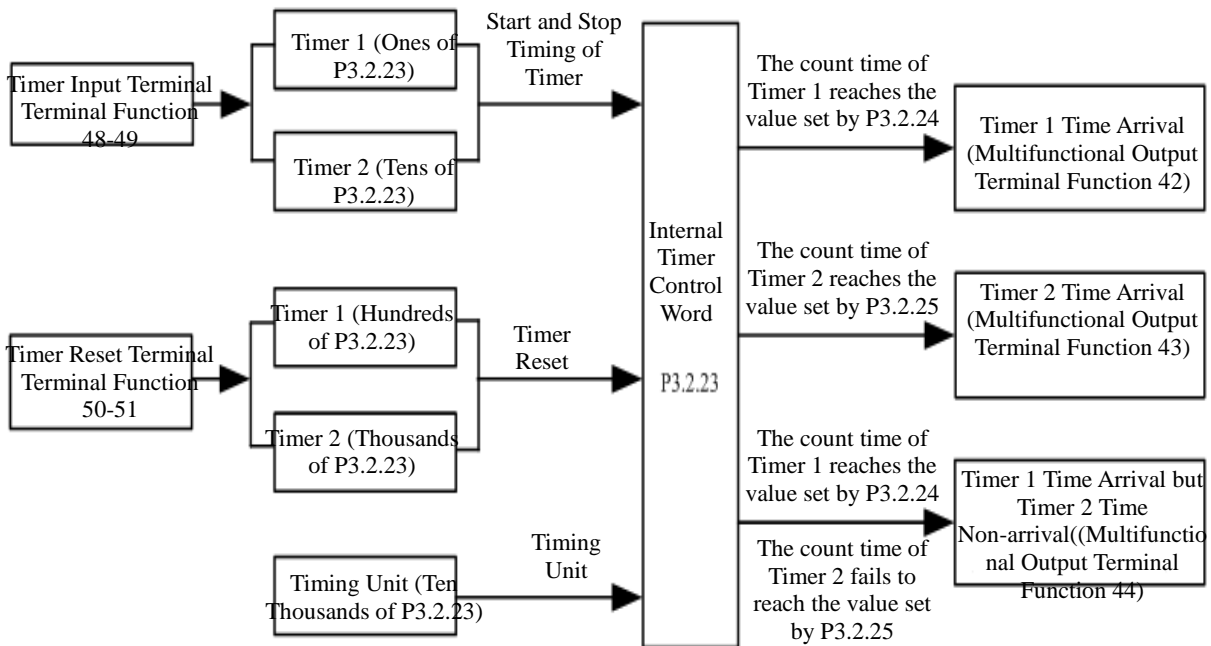 Timer Input Terminal
Terminal Function
48-49
Timer 1 (Ones of
P3.2.23)
Timer 2 (Tens of
P3.2.23)
Start and Stop
Timing of
Timer
Timer Reset Terminal
Terminal Function
50-51
Timer 1 (Hundreds
of P3.2.23)
Timer 2 (Thousands
of P3.2.23)
Timer
Reset
Timing Unit (Ten
Thousands of P3.2.23)
Timing
Unit
Internal
Timer
Control
Word
P3.2.23
The count time of
Timer 1 reaches the
value set by P3.2.24
Timer 1 Time Arrival
(Multifunctional Output
Terminal Function 42)
The count time of
Timer 2 reaches the
value set by P3.2.25
Timer 2 Time Arrival
(Multifunctional Output
Terminal Function 43)
The count time of
Timer 1 reaches the
value set by P3.2.24
The count time of
Timer 2 fails to
reach the value set
by P3.2.25
Timer 1 Time Arrival but
Timer 2 Time
Non-arrival((Multifunctio
nal Output Terminal
Function 44)